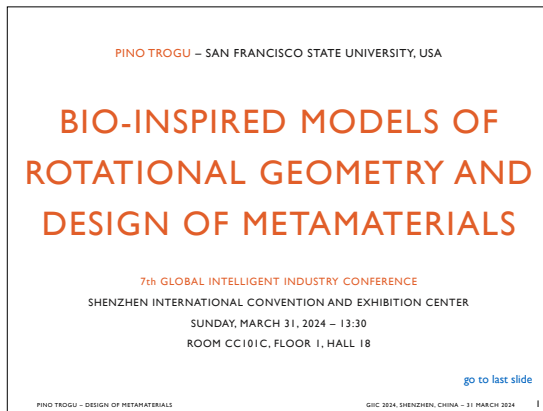 PINO TROGU – SAN FRANCISCO STATE UNIVERSITY, USA
BIO-INSPIRED MODELS OF
ROTATIONAL GEOMETRY AND
DESIGN OF METAMATERIALS
7th GLOBAL INTELLIGENT INDUSTRY CONFERENCE
SHENZHEN INTERNATIONAL CONVENTION AND EXHIBITION CENTER
SUNDAY, MARCH 31, 2024 – 13:30
ROOM CC101C, FLOOR 1, HALL 18
go to last slide
PINO TROGU – DESIGN OF METAMATERIALS GIIC 2024, SHENZHEN, CHINA – 31 MARCH 2024 1